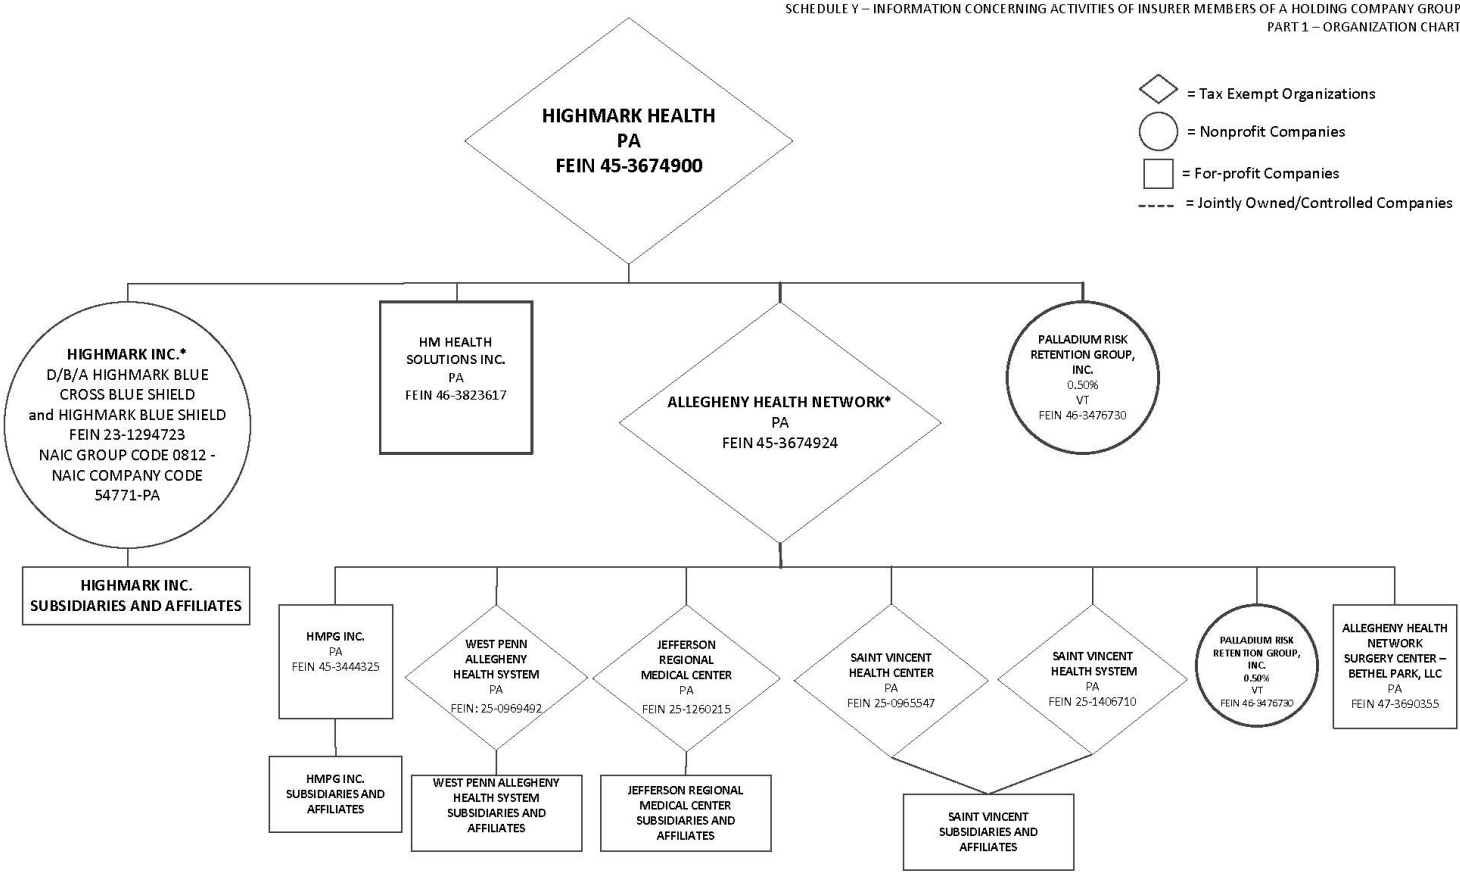 SCHEDULE Y – INFORMATION CONCERNING ACTIVITIES OF INSURER MEMBERS OF A HOLDING COMPANY GROUP
PART 1 – ORGANIZATION CHART
= Tax Exempt Organizations
= Nonprofit Companies
= For-profit Companies
= Jointly Owned/Controlled Companies
HIGHMARK HEALTH
PA
FEIN 45-3674900
HIGHMARK INC.*
D/B/A HIGHMARK BLUE
CROSS BLUE SHIELD
and HIGHMARK BLUE SHIELD
FEIN 23-1294723
NAIC GROUP CODE 0812 -
NAIC COMPANY CODE
54771-PA
HM HEALTH
SOLUTIONS INC.
PA
FEIN 46-3823617
ALLEGHENY HEALTH NETWORK*
PA
FEIN 45-3674924
PALLADIUM RISK
RETENTION GROUP,
INC.
0.50%
VT
FEIN 46-3476730
HIGHMARK INC.
SUBSIDIARIES AND AFFILIATES
HMPG INC.
PA
FEIN 45-3444325
WEST PENN
ALLEGHENY
HEALTH SYSTEM
PA
FEIN: 25-0969492
JEFFERSON
REGIONAL
MEDICAL CENTER
PA
FEIN 25-1260215
SAINT VINCENT
HEALTH CENTER
PA
FEIN 25-0965547
SAINT VINCENT
HEALTH SYSTEM
PA
FEIN 25-1406710
PALLADIUM RISK
RETENTION GROUP,
INC.
0.50%
VT
FEIN 46-3476730
ALLEGHENY HEALTH
NETWORK
SURGERY CENTER –
BETHEL PARK, LLC
PA
FEIN 47-3690355
HMPG INC.
SUBSIDIARIES AND
AFFILIATES
WEST PENN ALLEGHENY
HEALTH SYSTEM
SUBSIDIARIES AND
AFFILIATES
JEFFERSON REGIONAL
MEDICAL CENTER
SUBSIDIARIES AND
AFFILIATES
SAINT VINCENT
SUBSIDIARIES AND
AFFILIATES